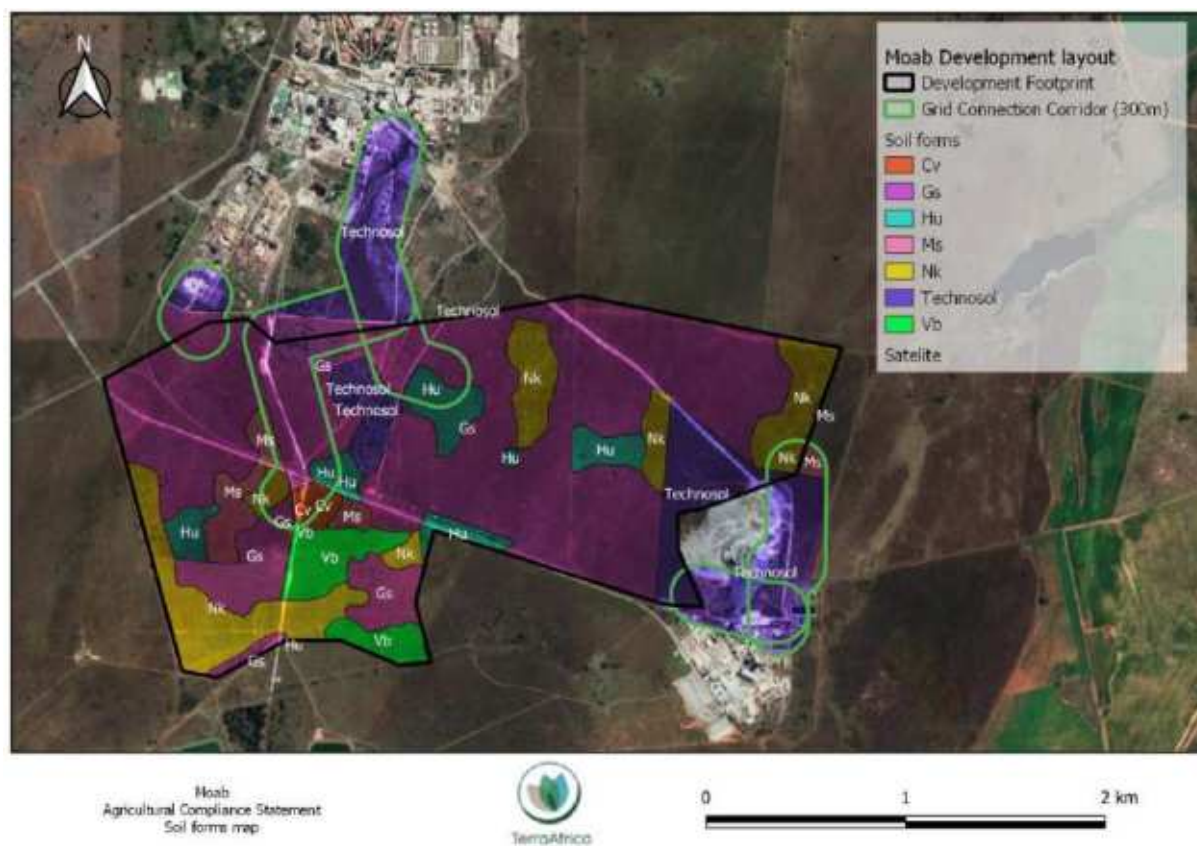 N
Moab Development layout
Development Footprint
Grid Connection Corridor (300m)
Soil forms
Cv
Gs
Hu
Ms
Nk
Technosol
Vb
Satelite
Technosol
Technosol
Gs
Technosol
Technosol
Hu
Nk
Nk
Ms
Gs
Hu
Hu
Nk
Ms
Nk
Ms
Hu
Hu
Ms
Nk
Technosol
Cv
Cv
Ms
Gs
Hu
Vb
Hu
Gs
Vb
Nk
Technosol
Gs
Nk
Vb
Hu
Gs
Moab
Agricultural Compliance Statement
Soil forms map
TerraAfrica
0 1 2 km